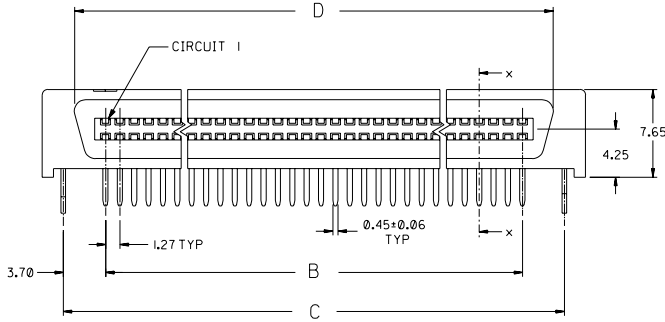 D
CIRCUIT 1
x
7.65
4.25
x
0.45±0.06
TYP
1.27 TYP
3.70
B
C